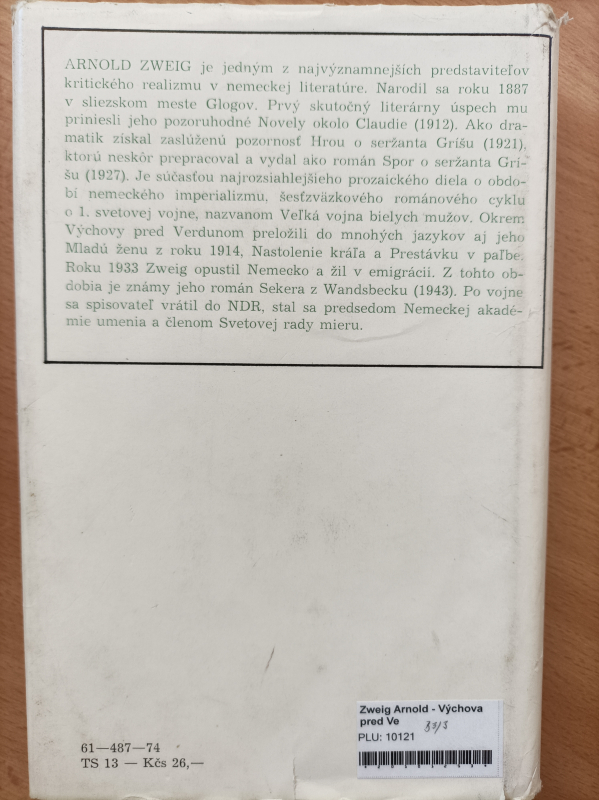 ARNOLD ZWEIG je jedným z najvýznamnejších predstaviteľov
kritického realizmu v nemeckej literatúre. Narodil sa roku 1887
v sliezskom meste Glogov. Prvý skutočný literárny úspech mu
priniesli jeho pozoruhodné Novely okolo Claudie (1912). Ako dra-
matik získal zaslúženú pozornosť Hrou o seržanta Gríšu (1921),
ktorú neskôr prepracoval a vydal ako román Spor o seržanta Grí-
šu (1927). Je súčasťou najrozsiahlejšieho prozaického diela o obdo-
bí nemeckého imperializmu, šesťzväzkového románového cyklu
o 1. svetovej vojne, nazvanom Veľká vojna bielych mužov. Okrem
Výchovy pred Verdunom preložili do mnohých jazykov aj jeho
Mladú ženu z roku 1914, Nastolenie kráľa a Prestávku v paľbe.
Roku 1933 Zweig opustil Nemecko a žil v emigrácii. Z tohto ob-
dobia je známy jeho román Sekera z Wandsbecku (1943). Po vojne
sa spisovateľ vrátil do NDR, stal sa predsedom Nemeckej akadé-
mie umenia a členom Svetovej rady mieru.
61—487—74
TS 13 — Kčs 26,—
Zweig Arnold - Výchova
pred Ve
PLU: 10121